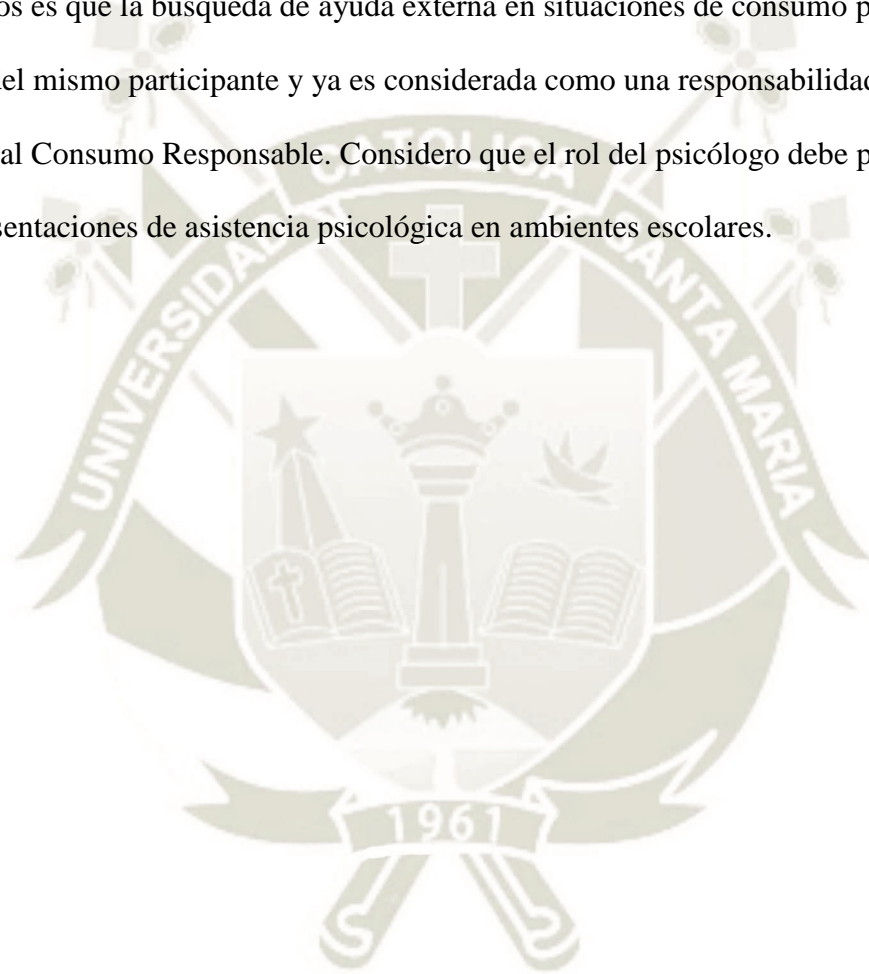 os es que la búsqueda de ayuda externa en situaciones de consumo p
del mismo participante y ya es considerada como una responsabilidad
al Consumo Responsable. Considero que el rol del psicólogo debe p
sentaciones de asistencia psicológica en ambientes escolares.
UNIVERSIDAD CATOLICA SANTA MARIA
1961